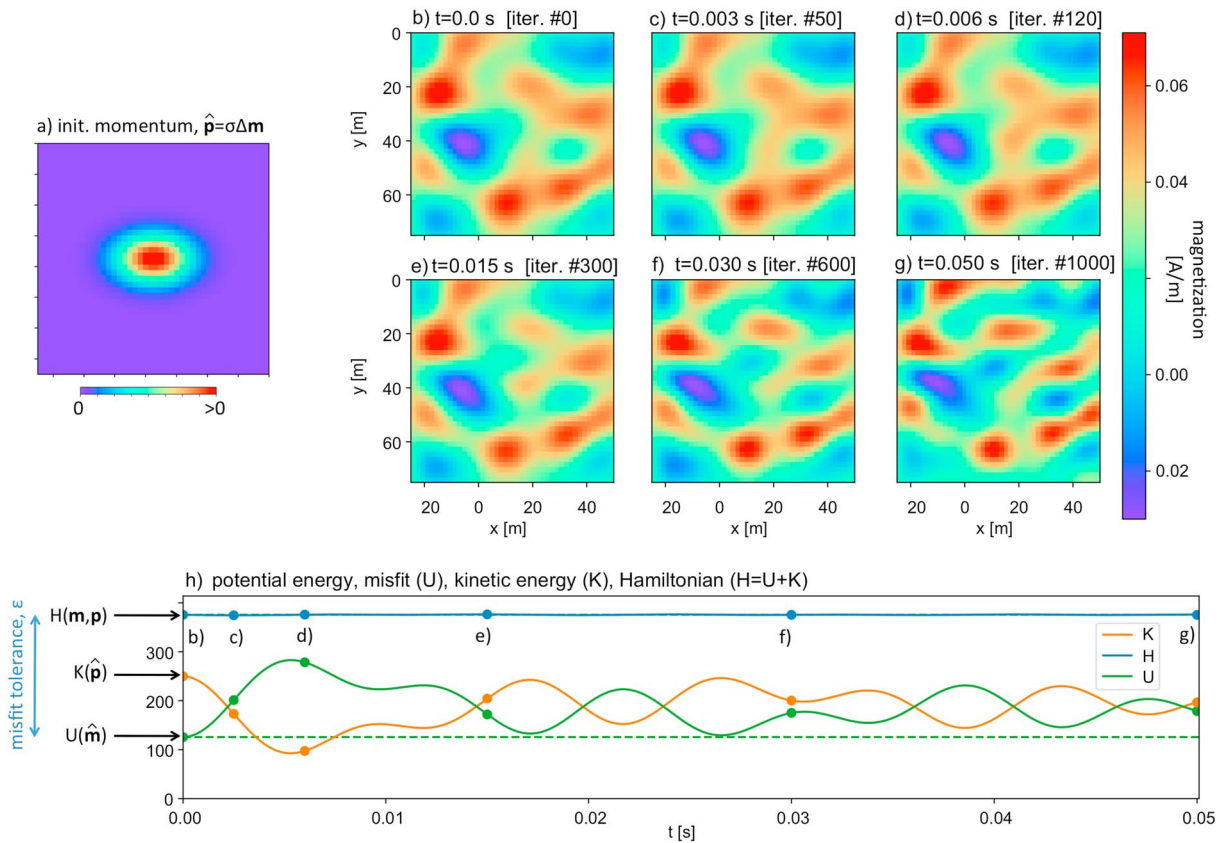 b) t=0.0 s [iter. #0]
c) t=0.003 s [iter. #50]
d) t=0.006 s [iter. #120]
a) init. momentum, p̂=σΔm
0
20
40
60
y [m]
0.06
0.04
0.00
0.02
magnetization
[A/m]
0
>0
e) t=0.015 s [iter. #300]
f) t=0.030 s [iter. #600]
g) t=0.050 s [iter. #1000]
0
20
40
60
y [m]
20 0 20 40
20 0 20 40
20 0 20 40
x [m]
x [m]
x [m]
h) potential energy, misfit (U), kinetic energy (K), Hamiltonian (H=U+K)
misfit tolerance, ε
H(m,p)
K(p̂)
U(m̂)
b)
c)
d)
e)
f)
g)
K
H
U
300
200
100
0
0.00 0.01 0.02 0.03 0.04 0.05
t [s]